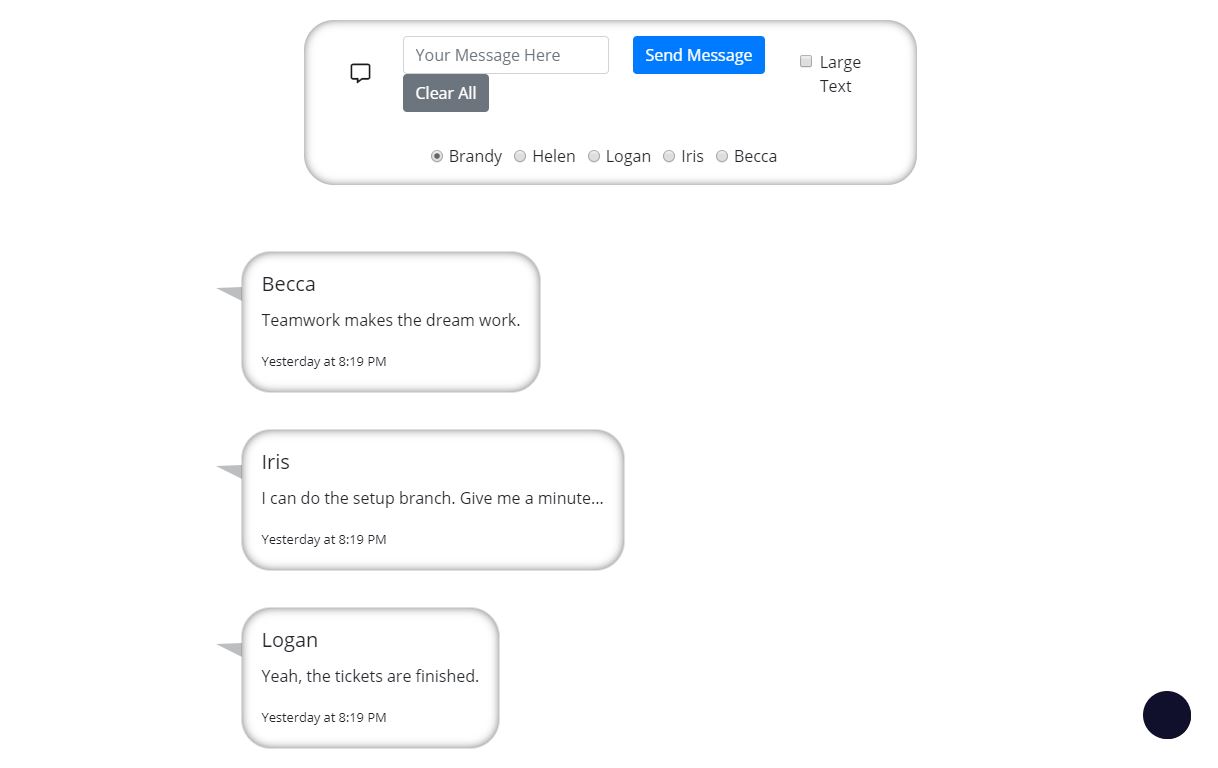 Your Message Here
Send Message
Large
Text
Clear All
Brandy Helen Logan Iris Becca
Becca
Teamwork makes the dream work.
Yesterday at 8:19 PM
Iris
I can do the setup branch. Give me a minute...
Yesterday at 8:19 PM
Logan
Yeah, the tickets are finished.
Yesterday at 8:19 PM